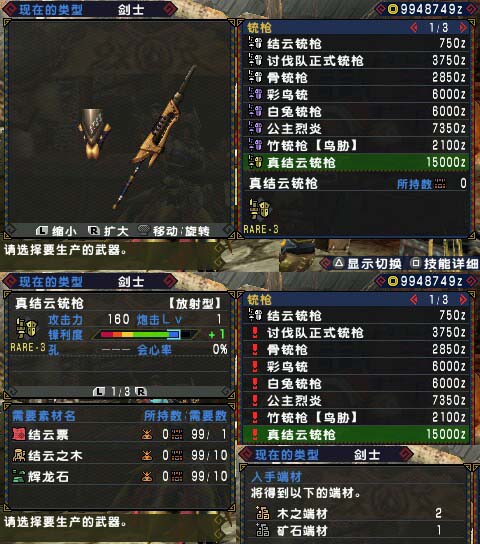 现在的类型 剑士
9948749z
铳枪 1/3
结云铳枪 750z
讨伐队正式铳枪 3750z
骨铳枪 2850z
彩鸟铳 6000z
白兔铳枪 6000z
公主烈炎 7350z
竹铳枪【鸟胁】 2100z
真结云铳枪 15000z
真结云铳枪 所持数 0
RARE-3
L 缩小 R 扩大 移动/旋转
请选择要生产的武器。
△显示切换 □技能详细
现在的类型 剑士
9948749z
真结云铳枪 【放射型】
攻击力 160 炮击Lv 1
锋利度 +1
RARE-3
孔 --- 会心率 0%
L 1/3 R
铳枪 1/3
结云铳枪 750z
讨伐队正式铳枪 3750z
骨铳枪 2850z
彩鸟铳 6000z
白兔铳枪 6000z
公主烈炎 7350z
竹铳枪【鸟胁】 2100z
真结云铳枪 15000z
需要素材名 所持数/需要数
结云票 0 99/ 1
结云之木 0 99/10
辉龙石 0 99/10
请选择要生产的武器。
现在的类型 剑士
入手端材
将得到以下的端材。
木之端材 2
矿石端材 1